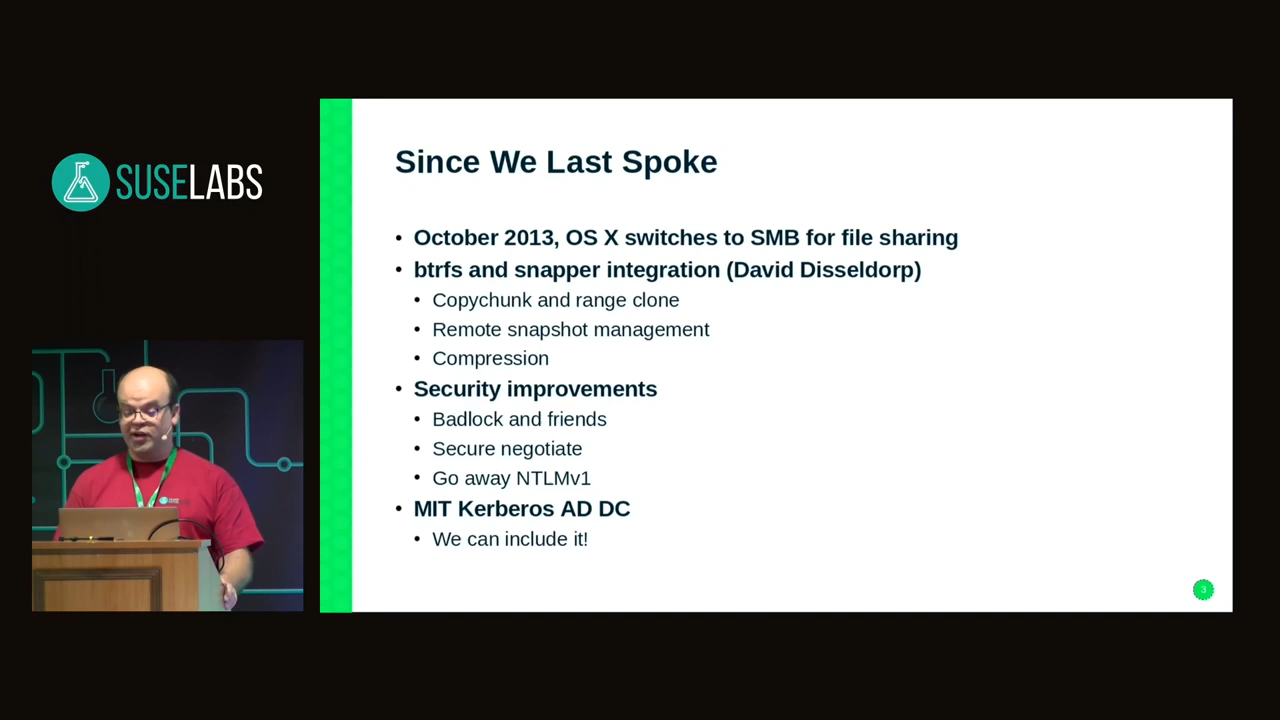 SUSELABS
Since We Last Spoke
• October 2013, OS X switches to SMB for file sharing
• btrfs and snapper integration (David Disseldorp)
• Copychunk and range clone
• Remote snapshot management
• Compression
• Security improvements
• Badlock and friends
• Secure negotiate
• Go away NTLMv1
• MIT Kerberos AD DC
• We can include it!
3